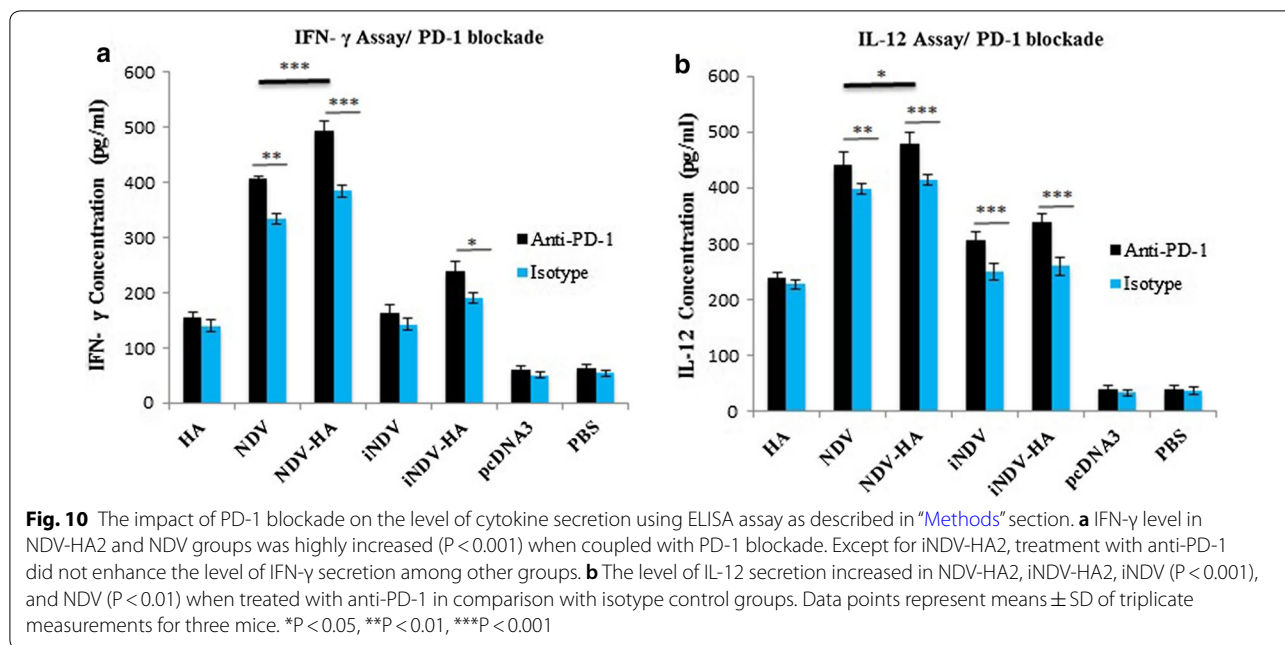 IFN- γ Assay/ PD-1 blockade
a
600
500
400
300
200
100
0
IFN- γ Concentration (pg/ml)
***
**
***
*
Anti-PD-1
Isotype
HA
NDV
NDV-HA
iNDV
iNDV-HA
pcDNA3
PBS
IL-12 Assay/ PD-1 blockade
b
600
500
400
300
200
100
0
IL-12 Concentration (pg/ml)
*
**
***
***
***
Anti-PD-1
Isotype
HA
NDV
NDV-HA
iNDV
iNDV-HA
pcDNA3
PBS
Fig. 10 The impact of PD-1 blockade on the level of cytokine secretion using ELISA assay as described in “Methods” section. a IFN-γ level in
NDV-HA2 and NDV groups was highly increased (P < 0.001) when coupled with PD-1 blockade. Except for iNDV-HA2, treatment with anti-PD-1
did not enhance the level of IFN-γ secretion among other groups. b The level of IL-12 secretion increased in NDV-HA2, iNDV-HA2, iNDV (P < 0.001),
and NDV (P < 0.01) when treated with anti-PD-1 in comparison with isotype control groups. Data points represent means ± SD of triplicate
measurements for three mice. *P < 0.05, **P < 0.01, ***P < 0.001